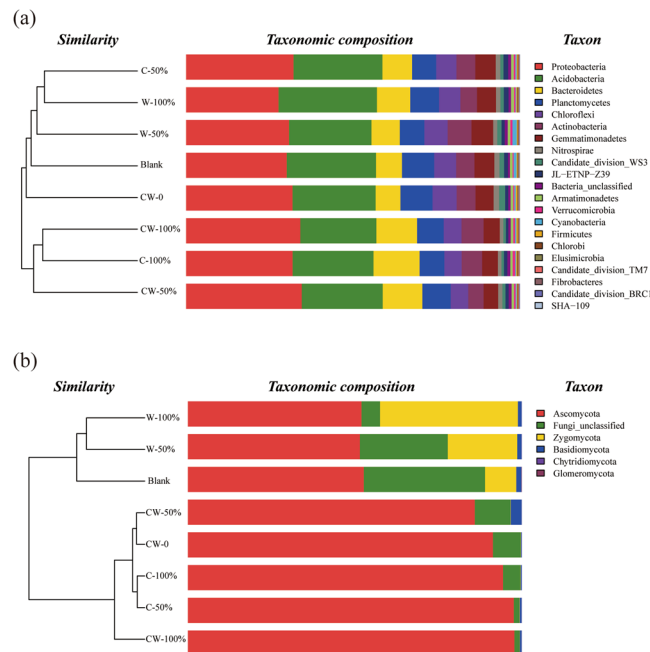 (a)
Similarity
Taxonomic composition
Taxon
C-50%
W-100%
W-50%
Blank
CW-0
CW-100%
C-100%
CW-50%
Proteobacteria
Acidobacteria
Bacteroidetes
Planctomycetes
Chloroflexi
Actinobacteria
Gemmatimonadetes
Nitrospirae
Candidate_division_WS3
JL−ETNP−Z39
Bacteria_unclassified
Armatimonadetes
Verrucomicrobia
Cyanobacteria
Firmicutes
Chlorobi
Elusimicrobia
Candidate_division_TM7
Fibrobacteres
Candidate_division_BRC1
SHA−109
(b)
Similarity
Taxonomic composition
Taxon
W-100%
W-50%
Blank
CW-50%
CW-0
C-100%
C-50%
CW-100%
Ascomycota
Fungi_unclassified
Zygomycota
Basidiomycota
Chytridiomycota
Glomeromycota